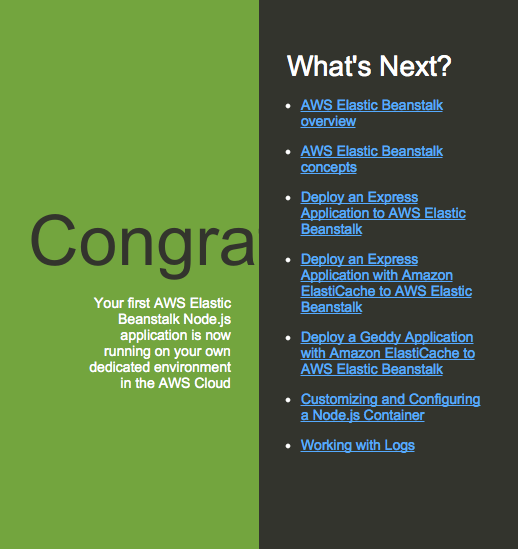 Congra
Your first AWS Elastic
Beanstalk Node.js
application is now
running on your own
dedicated environment
in the AWS Cloud
What's Next?
AWS Elastic Beanstalk
overview
AWS Elastic Beanstalk
concepts
Deploy an Express
Application to AWS Elastic
Beanstalk
Deploy an Express
Application with Amazon
ElastiCache to AWS Elastic
Beanstalk
Deploy a Geddy Application
with Amazon ElastiCache to
AWS Elastic Beanstalk
Customizing and Configuring
a Node.js Container
Working with Logs